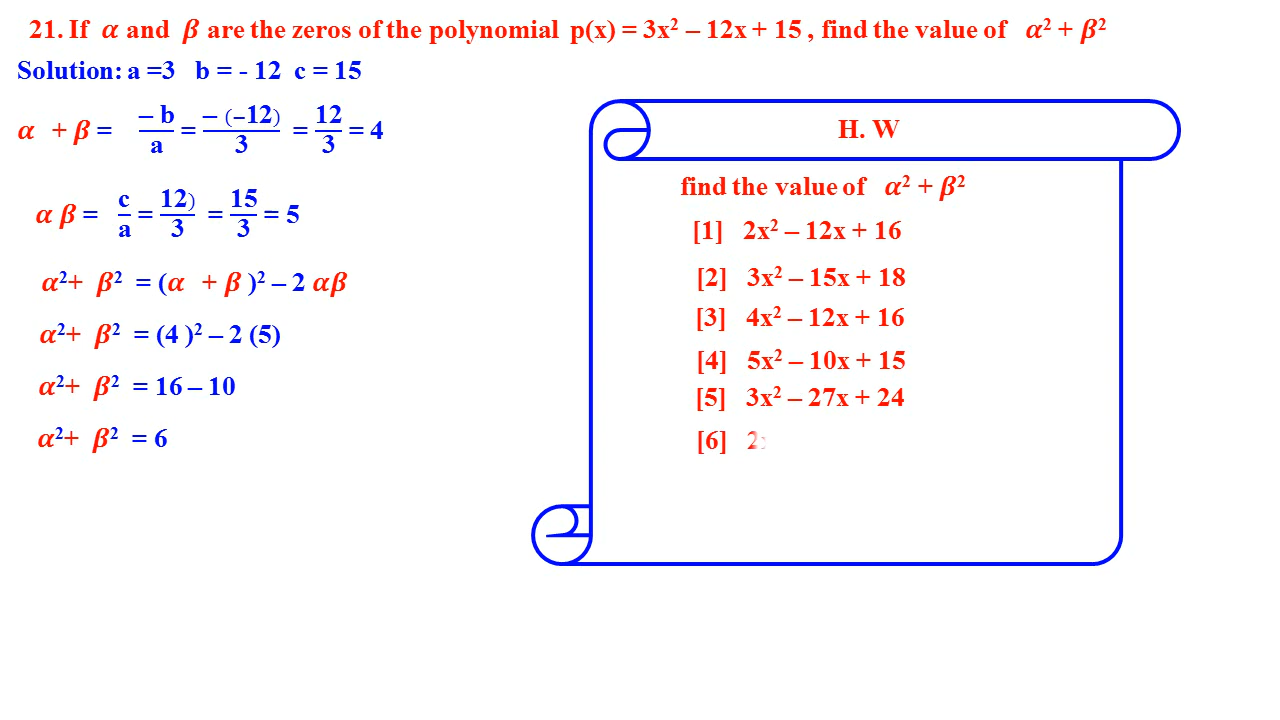 21. If α and β are the zeros of the polynomial p(x) = 3x² – 12x + 15 , find the value of α² + β²
Solution: a =3 b = - 12 c = 15
α + β = – b / a = – (–12) / 3 = 12 / 3 = 4
α β = c / a = 12) / 3 = 15 / 3 = 5
α²+ β² = (α + β )² – 2 αβ
α²+ β² = (4 )² – 2 (5)
α²+ β² = 16 – 10
α²+ β² = 6
H. W
find the value of α² + β²
[1] 2x² – 12x + 16
[2] 3x² – 15x + 18
[3] 4x² – 12x + 16
[4] 5x² – 10x + 15
[5] 3x² – 27x + 24
[6] 2